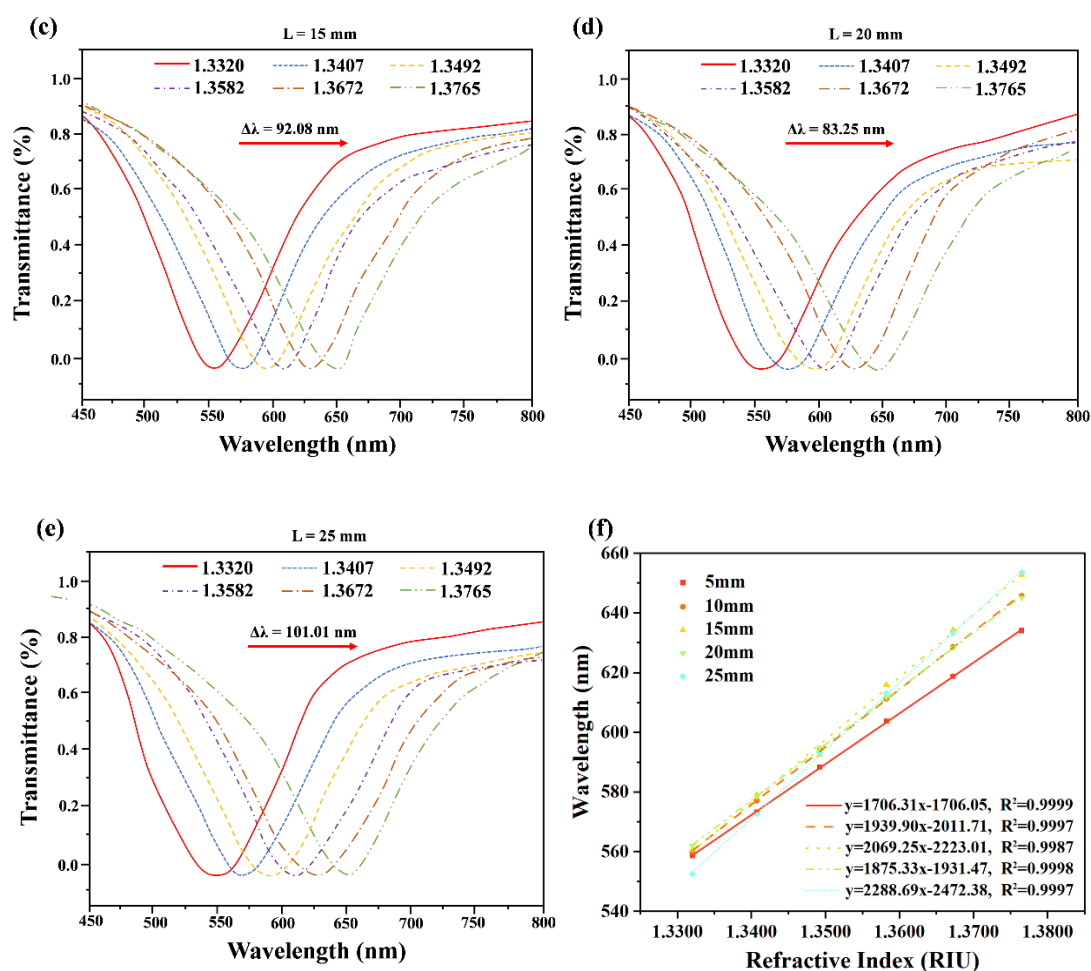 (c)
L = 15 mm
1.3320 1.3407 1.3492
1.3582 1.3672 1.3765
Δλ = 92.08 nm
Transmittance (%)
1.0
0.8
0.6
0.4
0.2
0.0
450 500 550 600 650 700 750 800
Wavelength (nm)
(d)
L = 20 mm
1.3320 1.3407 1.3492
1.3582 1.3672 1.3765
Δλ = 83.25 nm
Transmittance (%)
1.0
0.8
0.6
0.4
0.2
0.0
450 500 550 600 650 700 750 800
Wavelength (nm)
(e)
L = 25 mm
1.3320 1.3407 1.3492
1.3582 1.3672 1.3765
Δλ = 101.01 nm
Transmittance (%)
1.0
0.8
0.6
0.4
0.2
0.0
450 500 550 600 650 700 750 800
Wavelength (nm)
(f)
5mm
10mm
15mm
20mm
25mm
y=1706.31x-1706.05, R²=0.9999
y=1939.90x-2011.71, R²=0.9997
y=2069.25x-2223.01, R²=0.9987
y=1875.33x-1931.47, R²=0.9998
y=2288.69x-2472.38, R²=0.9997
Wavelength (nm)
660
640
620
600
580
560
540
1.3300 1.3400 1.3500 1.3600 1.3700 1.3800
Refractive Index (RIU)